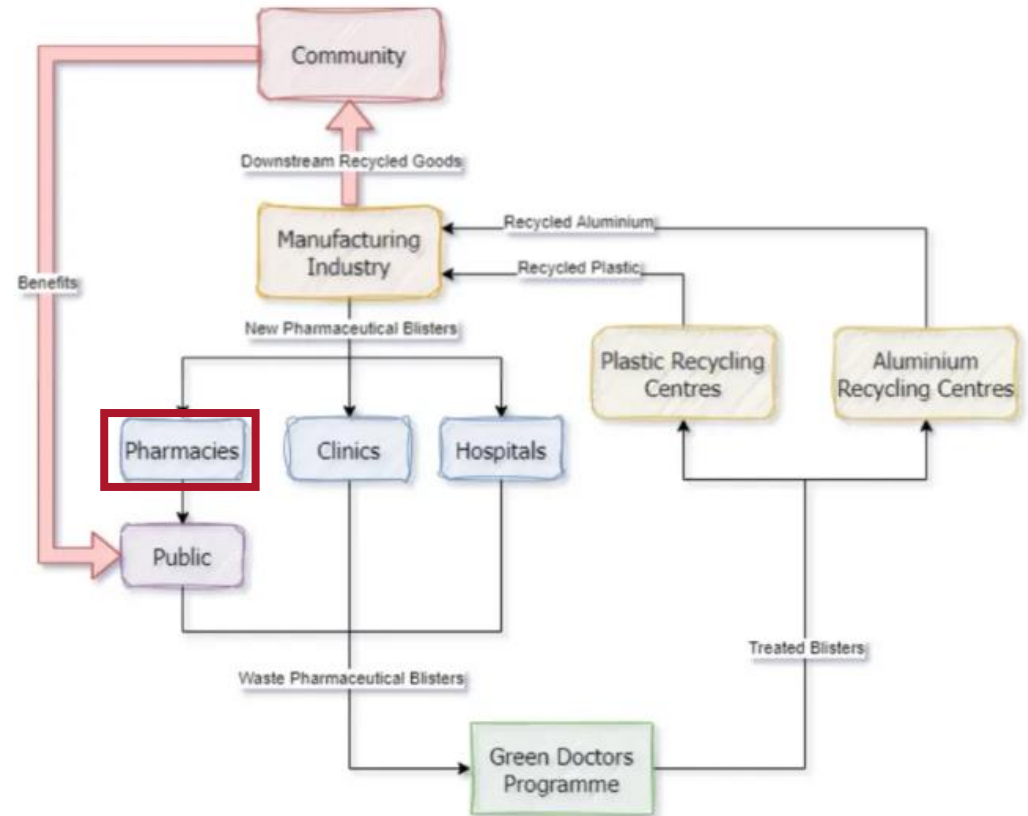 Community
Downstream Recycled Goods
Manufacturing
Industry
Recycled Aluminium
Recycled Plastic
Benefits
New Pharmaceutical Blisters
Plastic Recycling
Centres
Aluminium
Recycling Centres
Pharmacies
Clinics
Hospitals
Public
Waste Pharmaceutical Blisters
Treated Blisters
Green Doctors
Programme